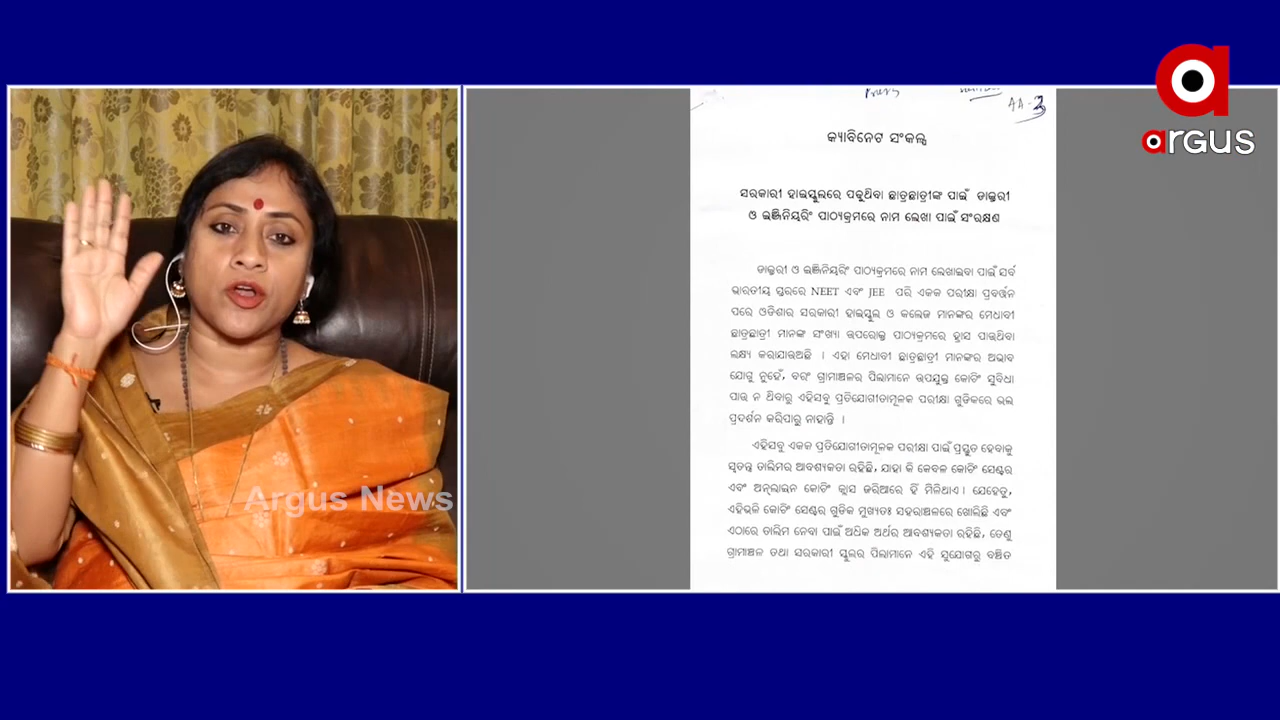 argus
AA-2
କ୍ୟାବିନେଟ ସଂକଳ୍ପ
ସରକାରୀ ହାଇସ୍କୁଲରେ ପଢୁଥିବା ଛାତ୍ରଛାତ୍ରୀଙ୍କ ପାଇଁ ଡାକ୍ତରୀ
ଓ ଇଞ୍ଜିନିୟରିଂ ପାଠ୍ୟକ୍ରମରେ ନାମ ଲେଖା ପାଇଁ ସଂରକ୍ଷଣ
ଡାକ୍ତରୀ ଓ ଇଞ୍ଜିନିୟରିଂ ପାଠ୍ୟକ୍ରମରେ ନାମ ଲେଖାଇବା ପାଇଁ ସର୍ବ
ଭାରତୀୟ ସ୍ତରରେ NEET ଏବଂ JEE ପରି ଏକକ ପରୀକ୍ଷା ପ୍ରବର୍ତ୍ତନ
ପରେ ଓଡିଶାର ସରକାରୀ ହାଇସ୍କୁଲ ଓ କଲେଜ ମାନଙ୍କର ମେଧାବୀ
ଛାତ୍ରଛାତ୍ରୀ ମାନଙ୍କ ସଂଖ୍ୟା ଉପରୋକ୍ତ ପାଠ୍ୟକ୍ରମରେ ହ୍ରାସ ପାଉଥିବା
ଲକ୍ଷ୍ୟ କରାଯାଉଅଛି । ଏହା ମେଧାବୀ ଛାତ୍ରଛାତ୍ରୀ ମାନଙ୍କର ଅଭାବ
ଯୋଗୁ ନୁହେଁ, ବରଂ ଗ୍ରାମାଞ୍ଚଳର ପିଲାମାନେ ଉପଯୁକ୍ତ କୋଚିଂ ସୁବିଧା
ପାଉ ନ ଥିବାରୁ ଏହିସବୁ ପ୍ରତିଯୋଗୀତାମୂଳକ ପରୀକ୍ଷା ଗୁଡିକରେ ଭଲ
ପ୍ରଦର୍ଶନ କରିପାରୁ ନାହାନ୍ତି ।
ଏହିସବୁ ଏକକ ପ୍ରତିଯୋଗୀତାମୂଳକ ପରୀକ୍ଷା ପାଇଁ ପ୍ରସ୍ତୁତ ହେବାକୁ
ସ୍ୱତନ୍ତ୍ର ତାଲିମର ଆବଶ୍ୟକତା ରହିଛି, ଯାହା କି କେବଳ କୋଚିଂ ସେଣ୍ଟର
ଏବଂ ଅନ୍‌ଲାଇନ କୋଚିଂ କ୍ଲାସ ଜରିଆରେ ହିଁ ମିଳିଥାଏ । ଯେହେତୁ,
ଏହିଭଳି କୋଚିଂ ସେଣ୍ଟର ଗୁଡିକ ମୁଖ୍ୟତଃ ସହରାଞ୍ଚଳରେ ଖୋଲିଛି ଏବଂ
ଏଠାରେ ତାଲିମ ନେବା ପାଇଁ ଅଧିକ ଅର୍ଥର ଆବଶ୍ୟକତା ରହିଛି, ତେଣୁ
ଗ୍ରାମାଞ୍ଚଳ ତଥା ସରକାରୀ ସ୍କୁଲର ପିଲାମାନେ ଏହି ସୁଯୋଗରୁ ବଞ୍ଚିତ
Argus News